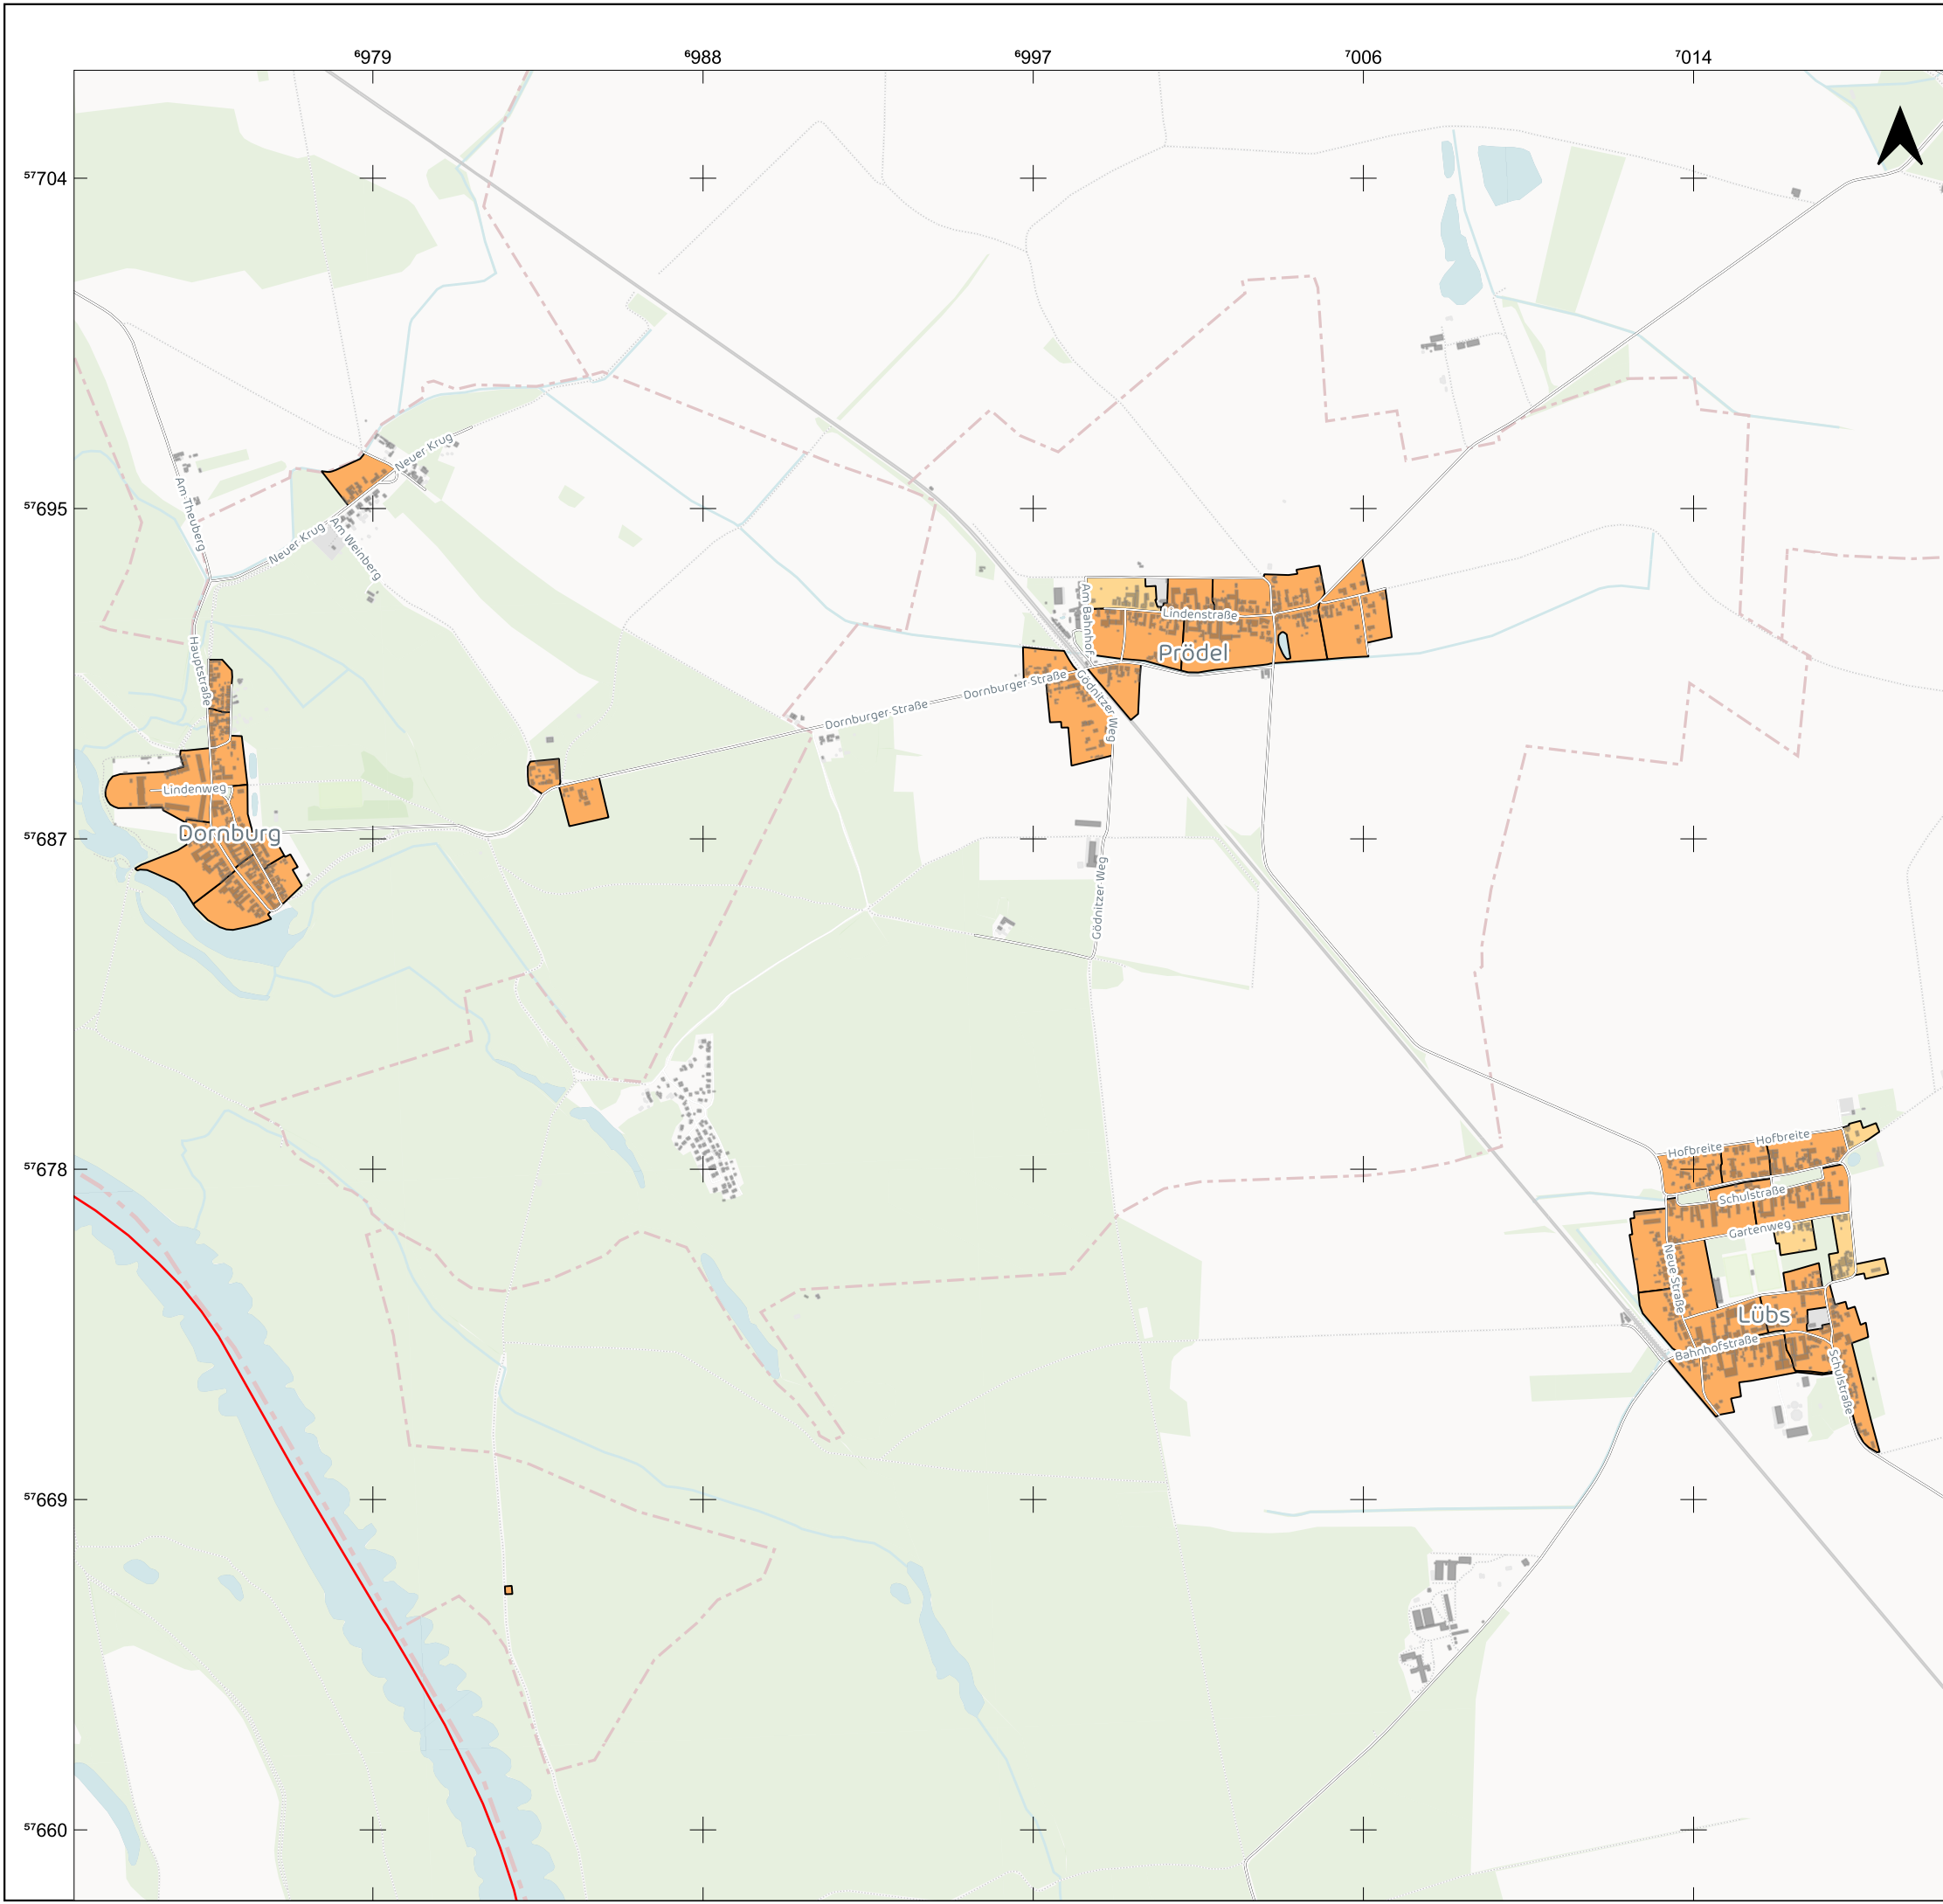 ⁶979 ⁶988 ⁶997 ⁷006 ⁷014
⁵⁷704
Neuer Krug
Am Theuberg
⁵⁷695
Neuer Krug
Am Weinberg
Am Bahnhof
Lindenstraße
Prödel
Hauptstraße
Dornburger Straße
Dornburger Straße
Gödnitzer Weg
Lindenweg
Dornburg
⁵⁷687
Gödnitzer Weg
Hofbreite
Hofbreite
⁵⁷678
Schulstraße
Gartenweg
Neue Straße
Lübs
Bahnhofstraße
Schulstraße
⁵⁷669
⁵⁷660